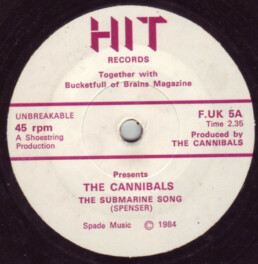 HIT
RECORDS
Together with
Bucketfull of Brains Magazine
UNBREAKABLE
45 rpm
A Shoestring
Production
F.UK 5A
Time 2.35
Produced by
THE CANNIBALS
Presents
THE CANNIBALS
THE SUBMARINE SONG
(SPENSER)
Spade Music © 1984